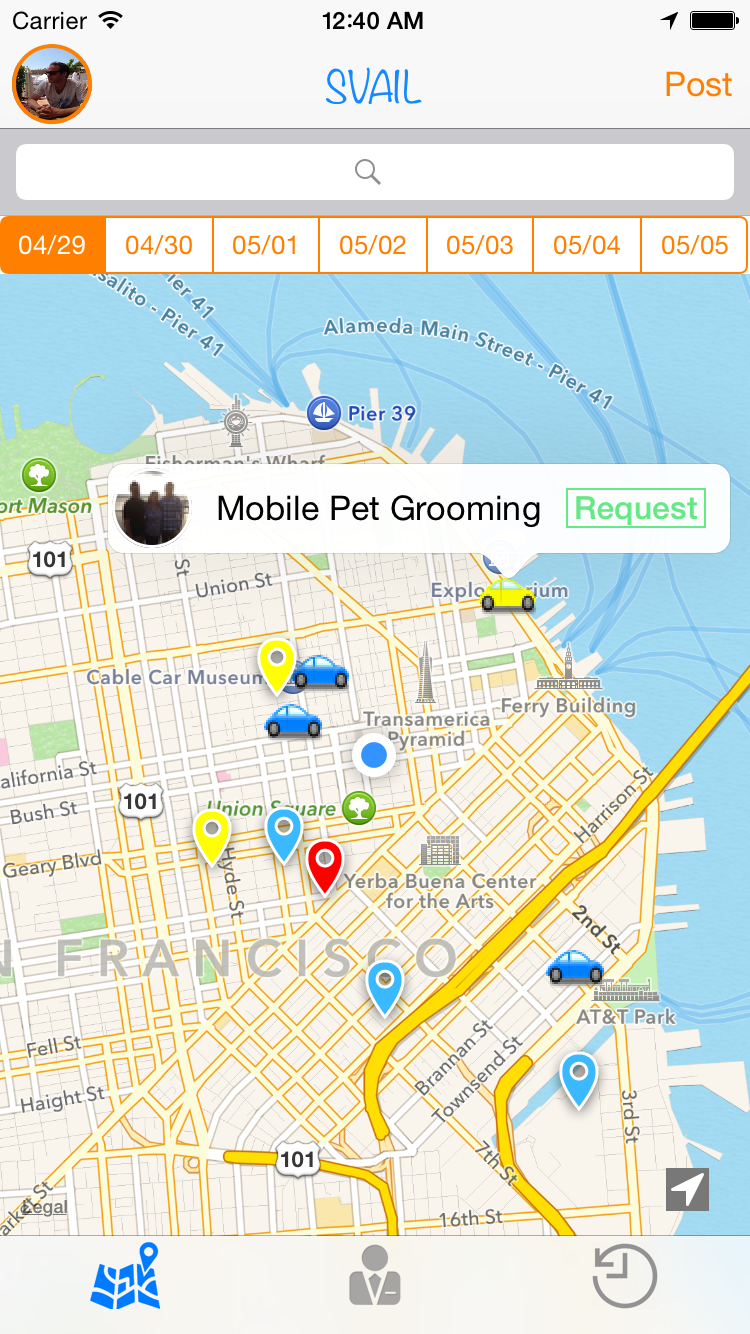 Carrier 12:40 AM
SVAIL
Post
04/29 04/30 05/01 05/02 05/03 05/04 05/05
Pier 41
salito - Pier 41
Alameda Main Street - Pier 41
Pier 39
Fisherman's Wharf
ort Mason
Mobile Pet Grooming Request
101
St
Union St
Cable Car Museum
Transamerica
Pyramid
Ferry Building
alifornia St
101
Bush St
Union Square
Harrison St
Geary Blvd
Hyde St
Yerba Buena Center
for the Arts
2nd St
N FRANCISCO
AT&T Park
Fell St
Brannan St
Townsend St
Haight St
3rd St
101
7th St
arket St
Legal
16th St